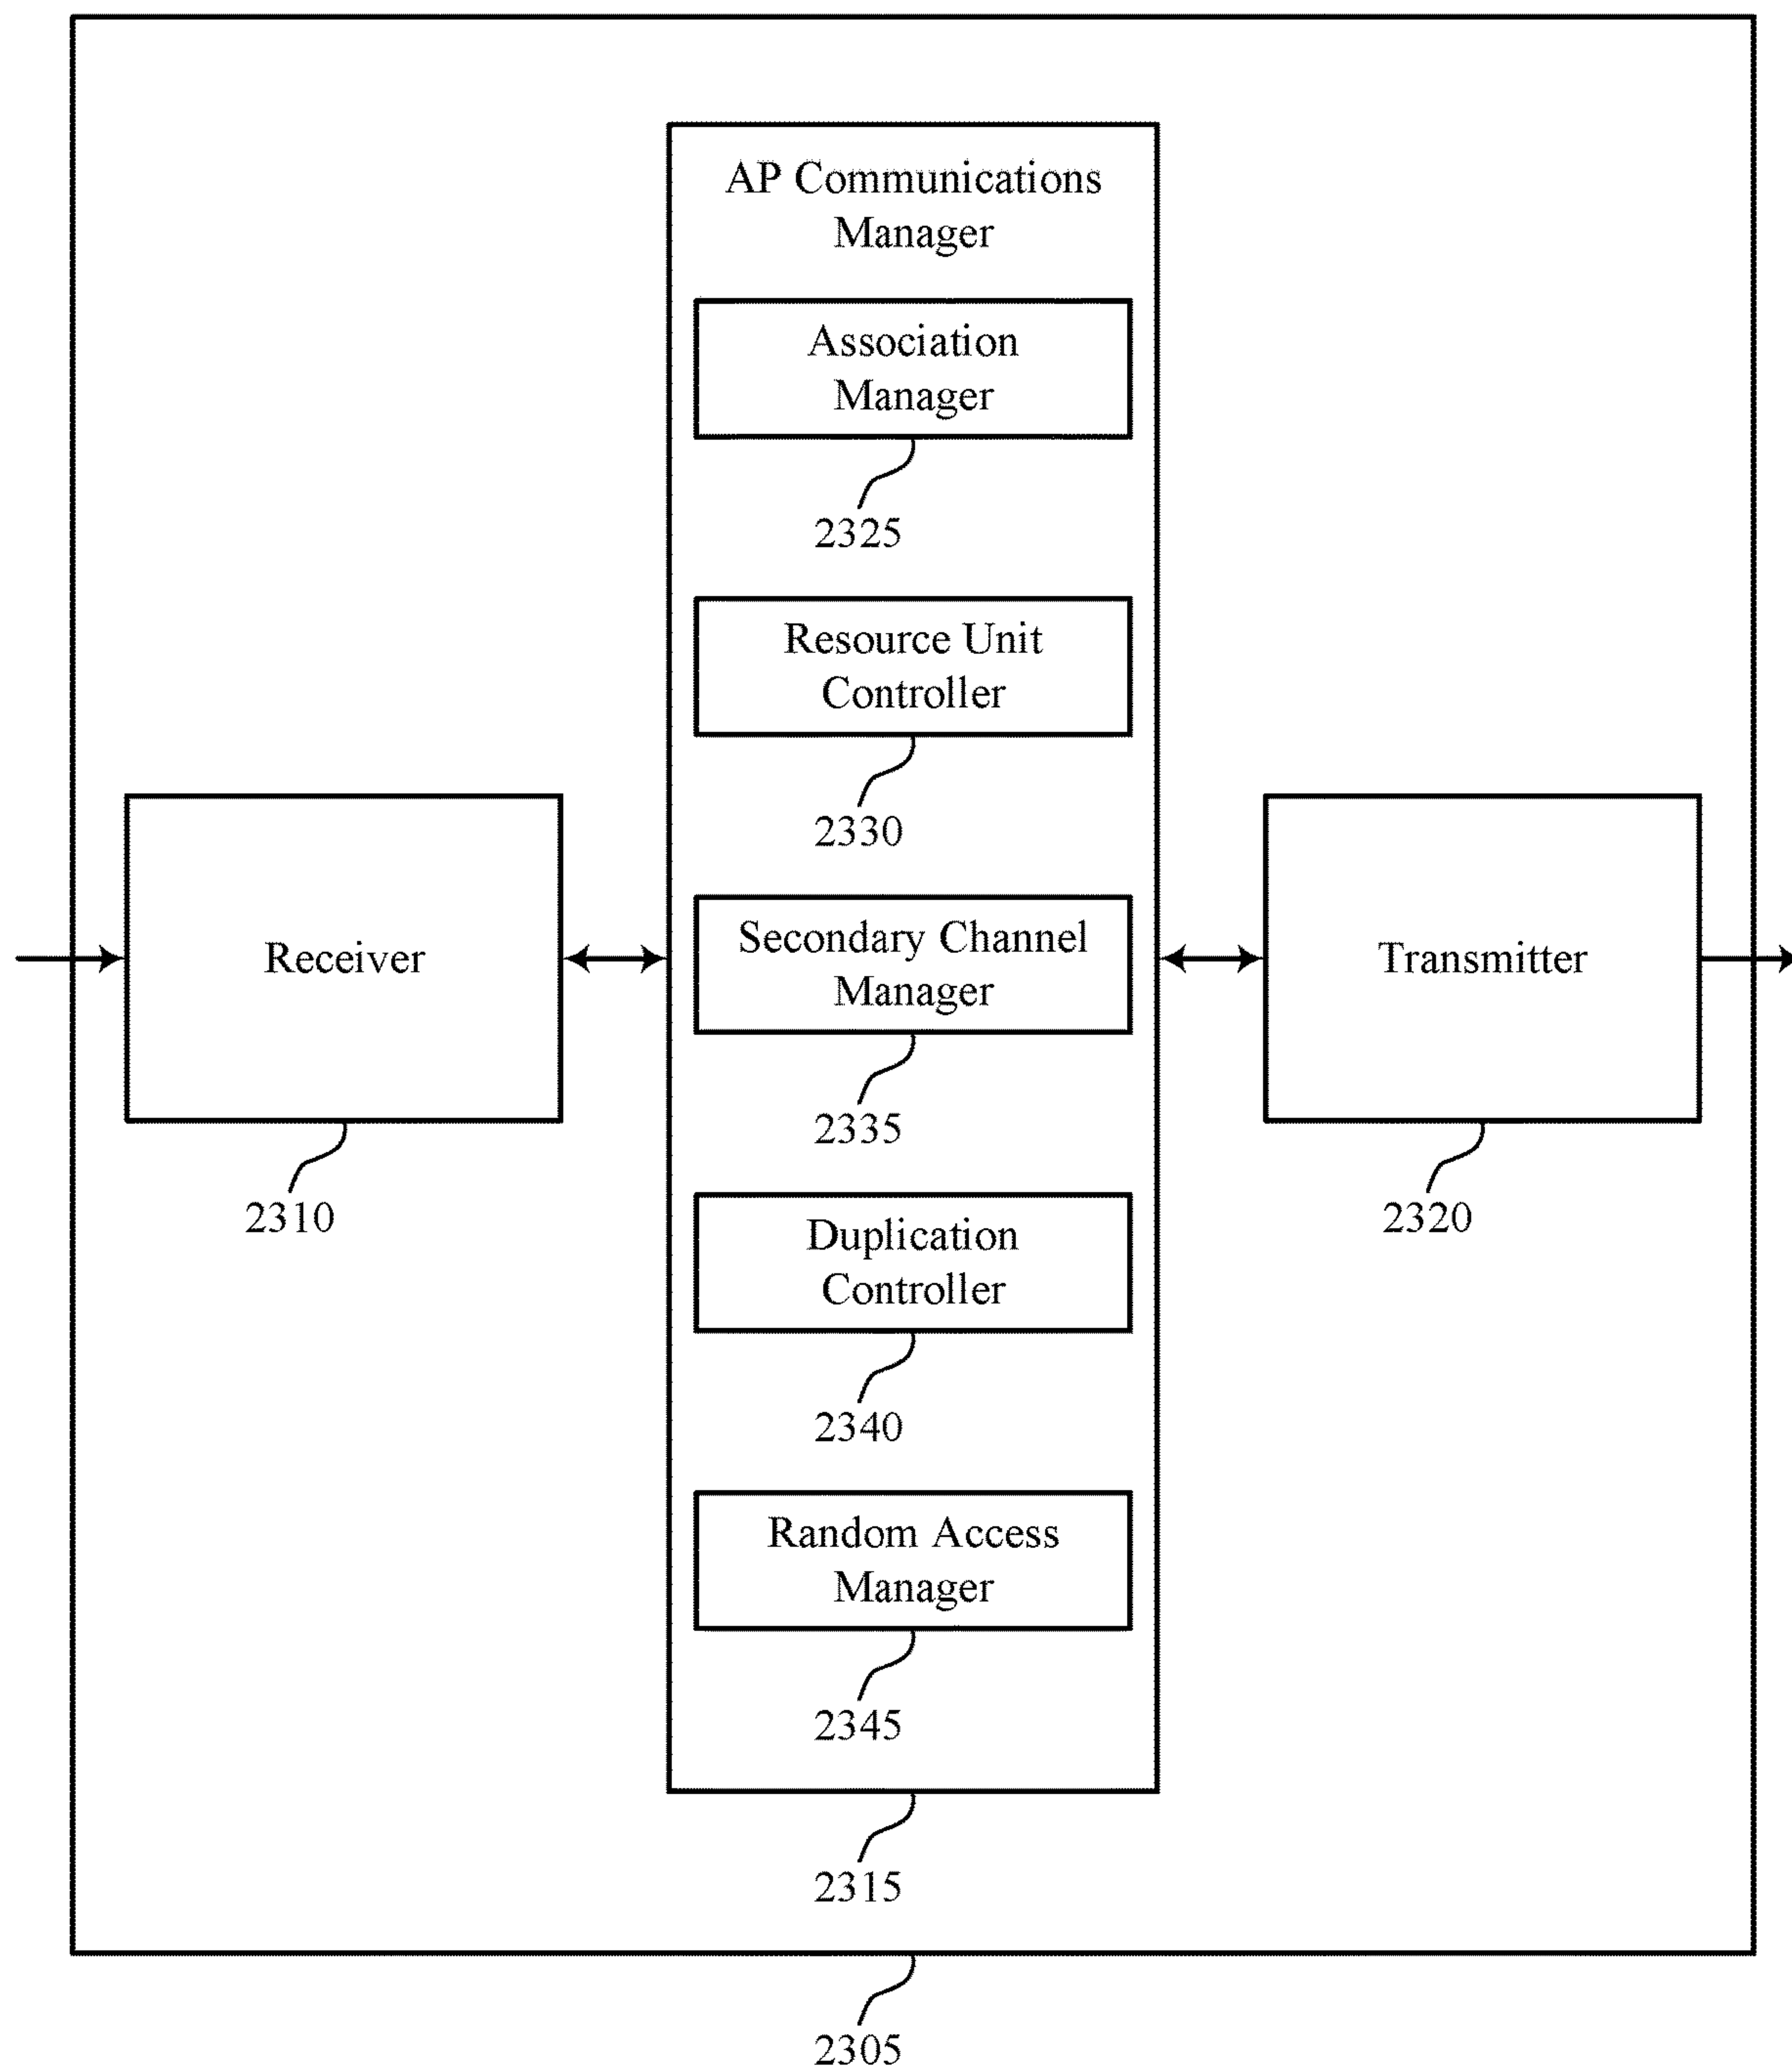 AP Communications
Manager
Association
Manager
2325
Resource Unit
Controller
2330
Receiver
2310
Secondary Channel
Manager
2335
Transmitter
2320
Duplication
Controller
2340
Random Access
Manager
2345
2315
2305